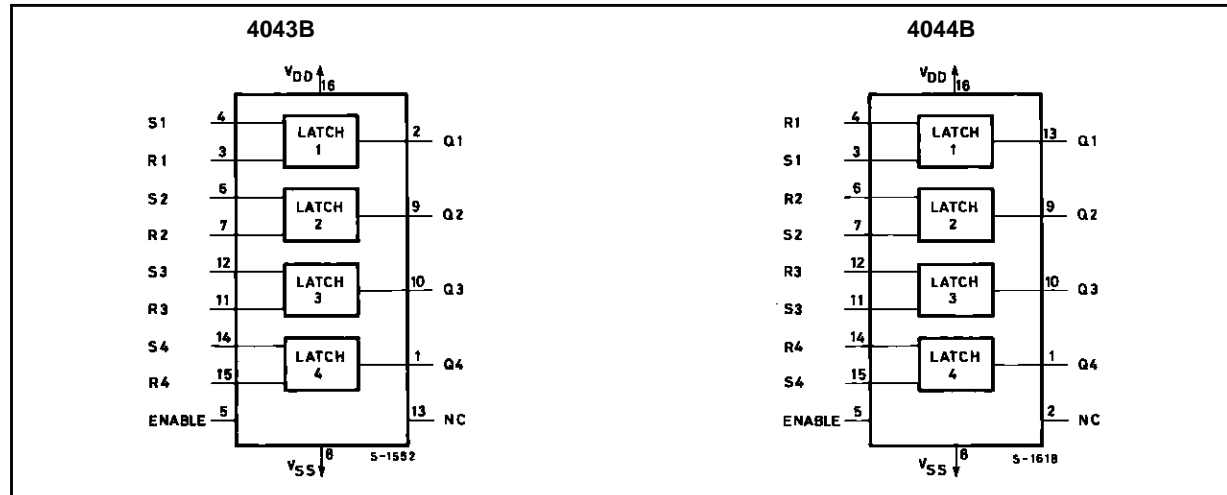 4043B
VDD
16
S1 4
LATCH 1
2 Q1
R1 3
S2 6
LATCH 2
9 Q2
R2 7
S3 12
LATCH 3
10 Q3
R3 11
S4 14
LATCH 4
1 Q4
R4 15
ENABLE 5
13 NC
VSS
8
S-1592
4044B
VDD
16
R1 4
LATCH 1
13 Q1
S1 3
R2 6
LATCH 2
9 Q2
S2 7
R3 12
LATCH 3
10 Q3
S3 11
R4 14
LATCH 4
1 Q4
S4 15
ENABLE 5
2 NC
VSS
8
S-1618